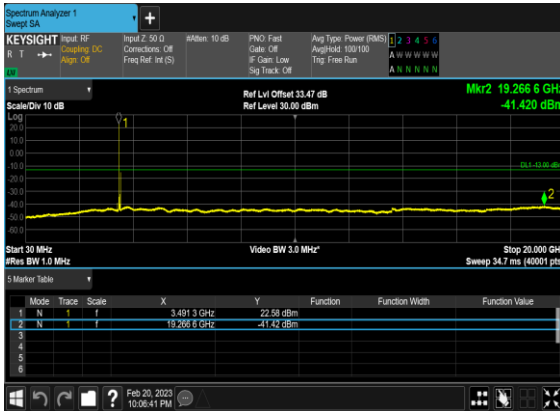 Spectrum Analyzer 1
Swept SA
+
KEYSIGHT Input: RF Input Z: 50 Ω #Atten: 10 dB PNO: Fast Avg Type: Power (RMS) 1 2 3 4 5 6
R T Coupling: DC Corrections: Off Gate: Off Avg|Hold: 100/100 A W W W W W
Align: Off Freq Ref: Int (S) IF Gain: Low Trig: Free Run A N N N N N
Sig Track: Off
1 Spectrum Ref Lvl Offset 33.47 dB Mkr2 19.266 6 GHz
Scale/Div 10 dB Ref Level 30.00 dBm -41.420 dBm
Log
20.0
10.0
0.00
-10.0
-20.0
-30.0
-40.0
-50.0
-60.0
1
DL1 -13.00 dBm
2
Start 30 MHz Video BW 3.0 MHz* Stop 20.000 GHz
#Res BW 1.0 MHz Sweep 34.7 ms (40001 pts)
5 Marker Table
Mode Trace Scale X Y Function Function Width Function Value
1 N 1 f 3.491 3 GHz 22.58 dBm
2 N 1 f 19.266 6 GHz -41.42 dBm
3
4
5
6
? Feb 20, 2023
10:06:41 PM